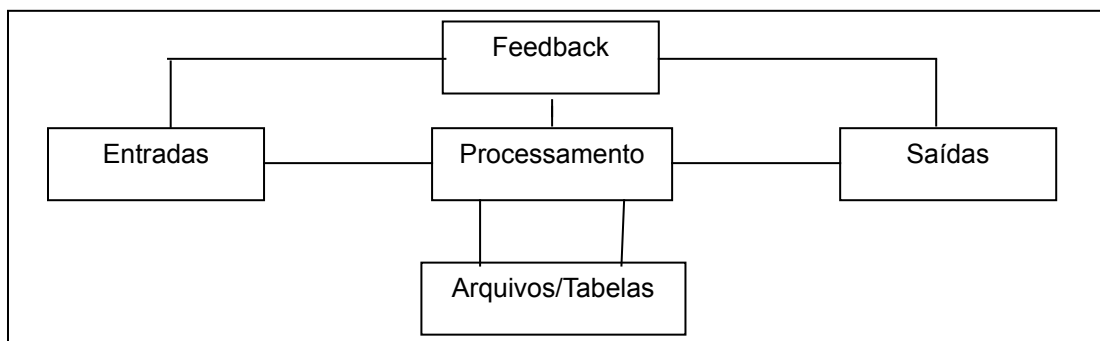 Feedback
Entradas
Processamento
Saídas
Arquivos/Tabelas